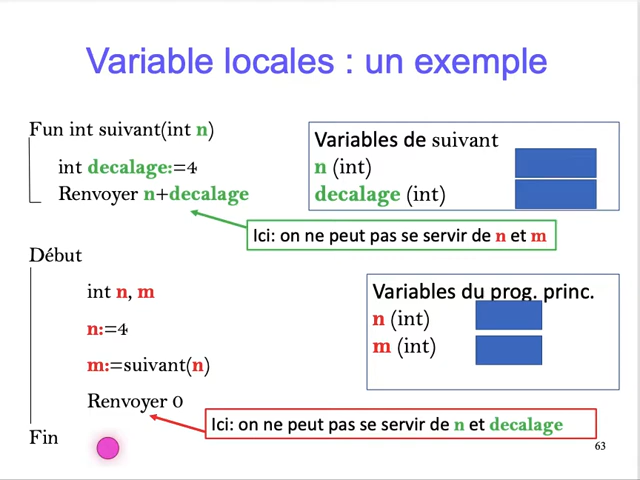 Variable locales : un exemple
Fun int suivant(int n)
int decalage:=4
Renvoyer n+decalage
Variables de suivant
n (int)
decalage (int)
Ici: on ne peut pas se servir de n et m
Début
int n, m
n:=4
m:=suivant(n)
Renvoyer 0
Fin
Variables du prog. princ.
n (int)
m (int)
Ici: on ne peut pas se servir de n et decalage
63